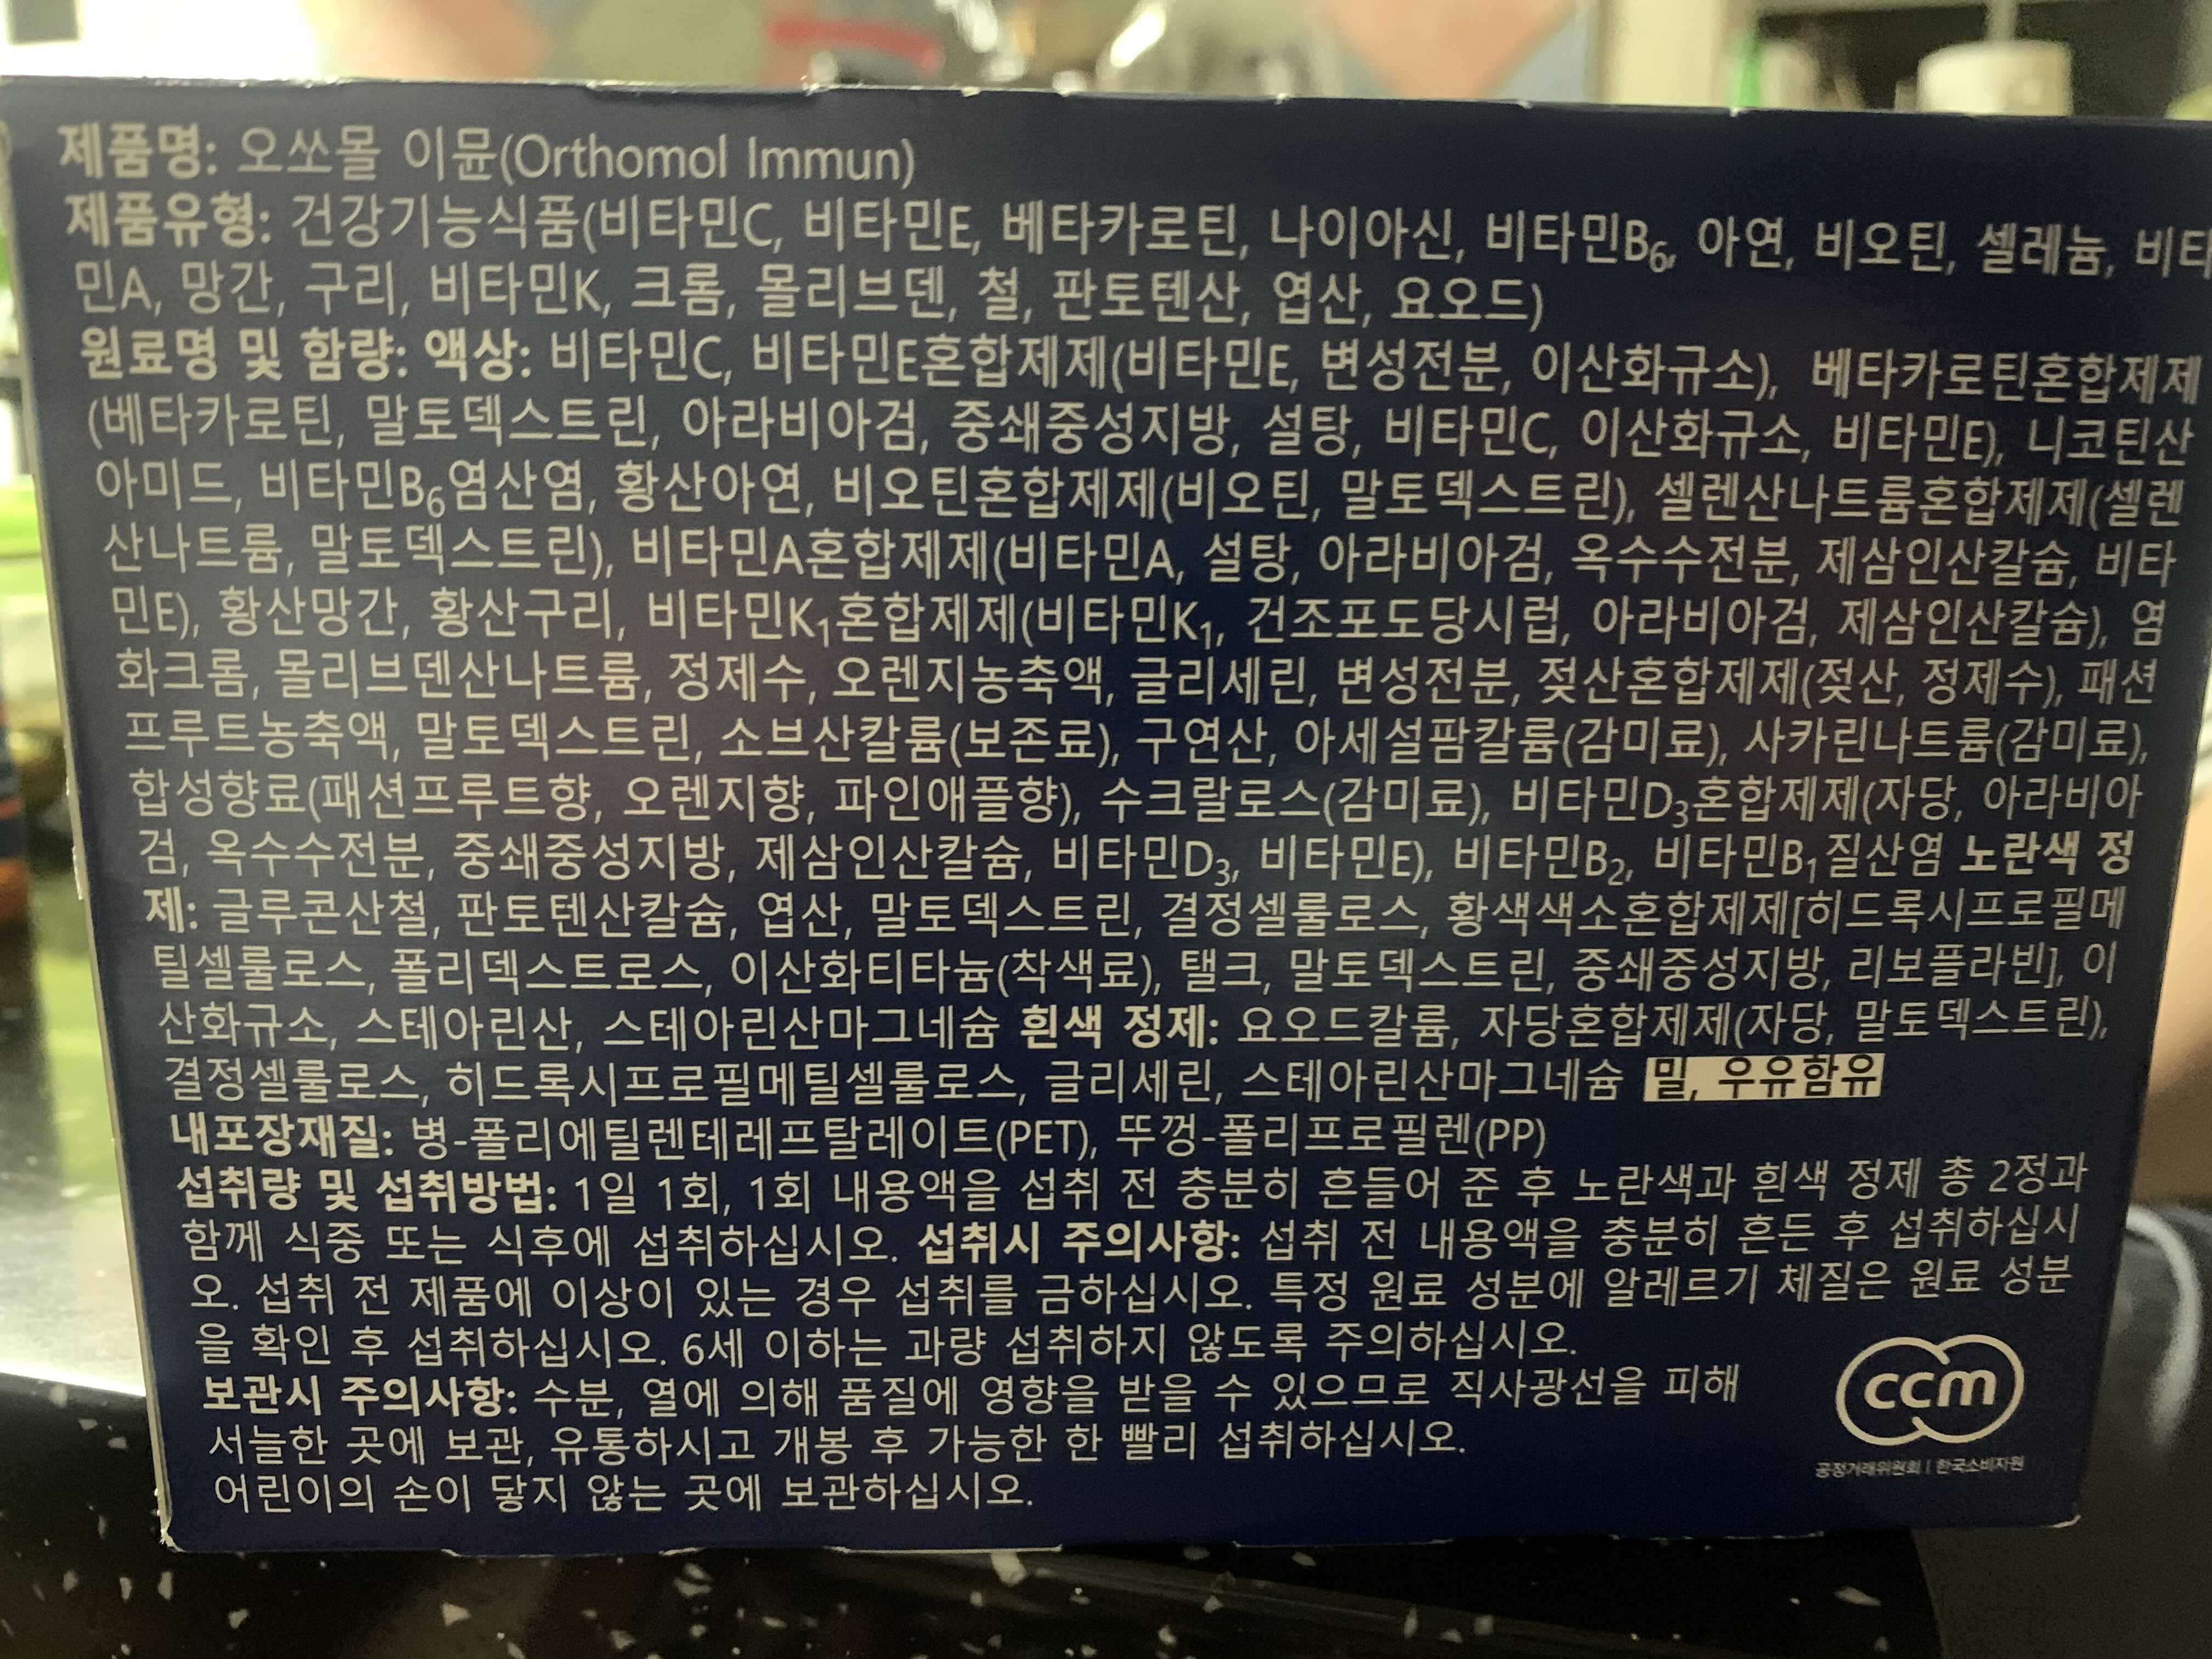 제품명: 오쏘몰 이뮨(Orthomol Immun)
제품유형: 건강기능식품(비타민C, 비타민E, 베타카로틴, 나이아신, 비타민B6, 아연, 비오틴, 셀레늄, 비타
민A, 망간, 구리, 비타민K, 크롬, 몰리브덴, 철, 판토텐산, 엽산, 요오드)
원료명 및 함량: 액상: 비타민C, 비타민E혼합제제(비타민E, 변성전분, 이산화규소), 베타카로틴혼합제제
(베타카로틴, 말토덱스트린, 아라비아검, 중쇄중성지방, 설탕, 비타민C, 이산화규소, 비타민E), 니코틴산
아미드, 비타민B6염산염, 황산아연, 비오틴혼합제제(비오틴, 말토덱스트린), 셀렌산나트륨혼합제제(셀렌
산나트륨, 말토덱스트린), 비타민A혼합제제(비타민A, 설탕, 아라비아검, 옥수수전분, 제삼인산칼슘, 비타
민E), 황산망간, 황산구리, 비타민K1혼합제제(비타민K1, 건조포도당시럽, 아라비아검, 제삼인산칼슘), 염
화크롬, 몰리브덴산나트륨, 정제수, 오렌지농축액, 글리세린, 변성전분, 젖산혼합제제(젖산, 정제수), 패션
프루트농축액, 말토덱스트린, 소브산칼륨(보존료), 구연산, 아세설팜칼륨(감미료), 사카린나트륨(감미료),
합성향료(패션프루트향, 오렌지향, 파인애플향), 수크랄로스(감미료), 비타민D3혼합제제(자당, 아라비아
검, 옥수수전분, 중쇄중성지방, 제삼인산칼슘, 비타민D3, 비타민E), 비타민B2, 비타민B1질산염 노란색 정
제: 글루콘산철, 판토텐산칼슘, 엽산, 말토덱스트린, 결정셀룰로스, 황색색소혼합제제[히드록시프로필메
틸셀룰로스, 폴리덱스트로스, 이산화티타늄(착색료), 탤크, 말토덱스트린, 중쇄중성지방, 리보플라빈], 이
산화규소, 스테아린산, 스테아린산마그네슘 흰색 정제: 요오드칼륨, 자당혼합제제(자당, 말토덱스트린),
결정셀룰로스, 히드록시프로필메틸셀룰로스, 글리세린, 스테아린산마그네슘 밀, 우유함유
내포장재질: 병-폴리에틸렌테레프탈레이트(PET), 뚜껑-폴리프로필렌(PP)
섭취량 및 섭취방법: 1일 1회, 1회 내용액을 섭취 전 충분히 흔들어 준 후 노란색과 흰색 정제 총 2정과
함께 식중 또는 식후에 섭취하십시오. 섭취시 주의사항: 섭취 전 내용액을 충분히 흔든 후 섭취하십시
오. 섭취 전 제품에 이상이 있는 경우 섭취를 금하십시오. 특정 원료 성분에 알레르기 체질은 원료 성분
을 확인 후 섭취하십시오. 6세 이하는 과량 섭취하지 않도록 주의하십시오.
보관시 주의사항: 수분, 열에 의해 품질에 영향을 받을 수 있으므로 직사광선을 피해
서늘한 곳에 보관, 유통하시고 개봉 후 가능한 한 빨리 섭취하십시오.
어린이의 손이 닿지 않는 곳에 보관하십시오.
ccm
공정거래위원회 | 한국소비자원